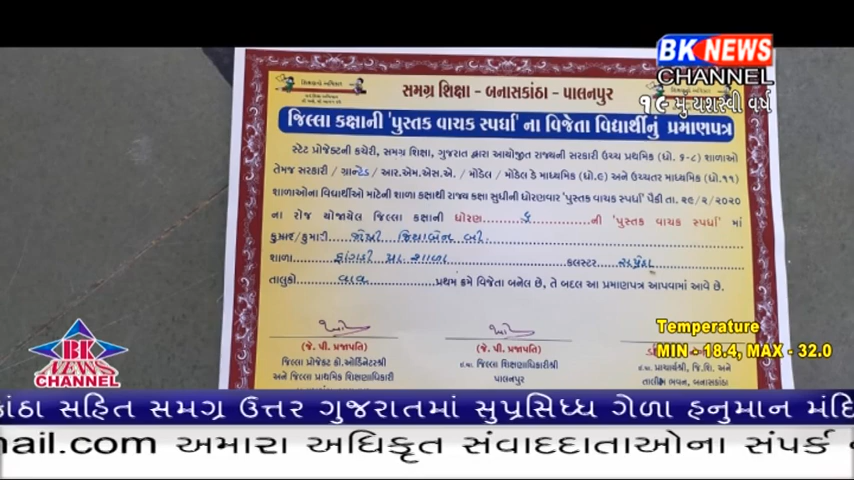 BK NEWS
CHANNEL
૧૯ મું યશસ્વી વર્ષ
સમગ્ર શિક્ષા - બનાસકાંઠા - પાલનપુર
જિલ્લા કક્ષાની 'પુસ્તક વાચક સ્પર્ધા' ના વિજેતા વિદ્યાર્થીનું પ્રમાણપત્ર
સ્ટેટ પ્રોજેક્ટની કચેરી, સમગ્ર શિક્ષા, ગુજરાત દ્વારા આયોજીત રાજ્યની સરકારી ઉચ્ચ પ્રાથમિક (ધો. ૬-૮) શાળાઓ
તેમજ સરકારી / ગ્રાન્ટેડ / આર.એમ.એસ.એ. / મોડેલ / મોડેલ ડે માધ્યમિક (ધો.૯) અને ઉચ્ચતર માધ્યમિક (ધો.૧૧)
શાળાઓના વિદ્યાર્થીઓ માટેની શાળા કક્ષાથી રાજ્ય કક્ષા સુધીની ધોરણવાર 'પુસ્તક વાચક સ્પર્ધા' પૈકી તા. ૨૯/૨/૨૦૨૦
ના રોજ યોજાયેલ જિલ્લા કક્ષાની ધોરણ ની 'પુસ્તક વાચક સ્પર્ધા' માં
કુમાર/કુમારી જોષી જિયાબેન બી.
શાળા પ્રા. શાળા કલસ્ટર
તાલુકો વાવ પ્રથમ ક્રમે વિજેતા બનેલ છે, તે બદલ આ પ્રમાણપત્ર આપવામાં આવે છે.
(જે. પી. પ્રજાપતિ) (જે. પી. પ્રજાપતિ)
જિલ્લા પ્રોજેક્ટ કો.ઓર્ડિનેટરશ્રી ઇ.ચા. જિલ્લા શિક્ષણાધિકારી ઇ.ચા. પ્રાચાર્યશ્રી, જિ.શિ. અને
અને જિલ્લા પ્રાથમિક શિક્ષણાધિકારી પાલનપુર તાલીમ ભવન, બનાસકાંઠા
Temperature
MIN - 18.4, MAX - 32.0
BK
NEWS
CHANNEL
કાંઠા સહિત સમગ્ર ઉત્તર ગુજરાતમાં સુપ્રસિધ્ધ ગેળા હનુમાન મંદિ
mail.com અમારા અધિકૃત સંવાદદાતાઓના સંપર્ક